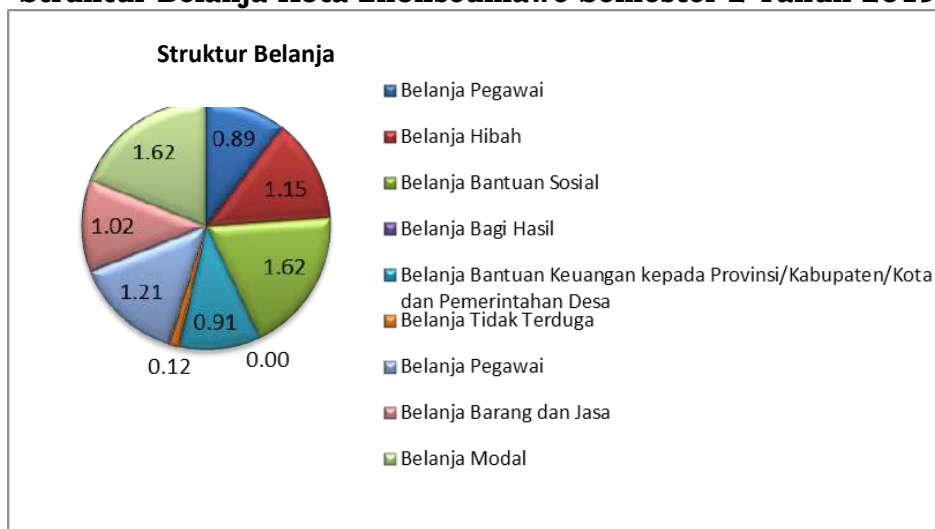 Struktur Belanja
0.89
1.15
1.62
0.00
0.91
0.12
1.21
1.02
1.62
Belanja Pegawai
Belanja Hibah
Belanja Bantuan Sosial
Belanja Bagi Hasil
Belanja Bantuan Keuangan kepada Provinsi/Kabupaten/Kota
dan Pemerintahan Desa
Belanja Tidak Terduga
Belanja Pegawai
Belanja Barang dan Jasa
Belanja Modal